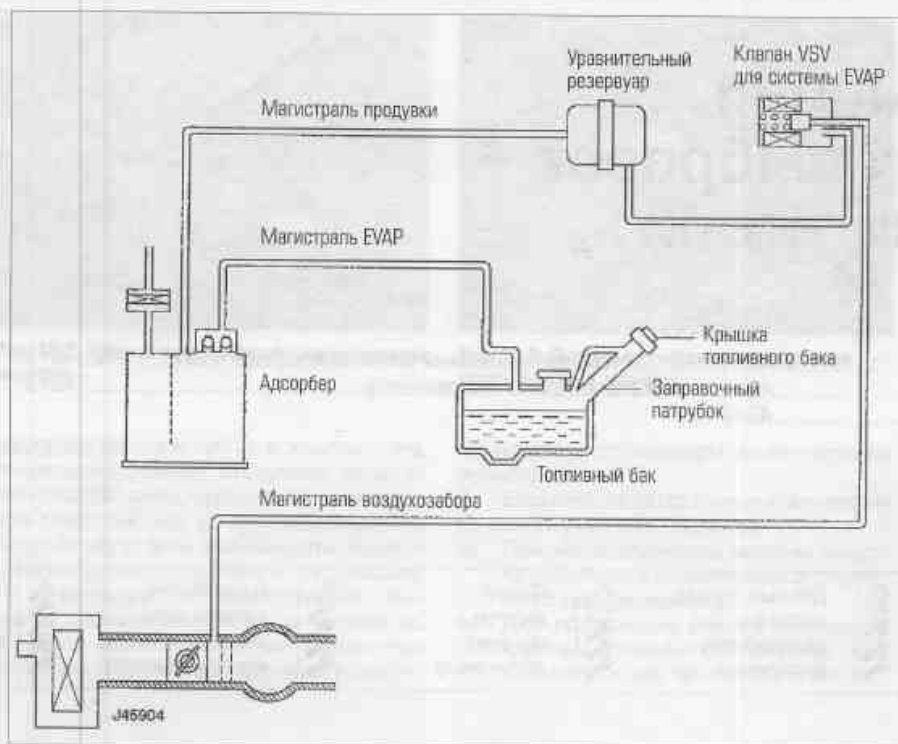 Уравнительный
резервуар
Клапан VSV
для системы EVAP
Магистраль продувки
Магистраль EVAP
Крышка
топливного бака
Адсорбер
Заправочный
патрубок
Топливный бак
Магистраль воздухозабора
J45904